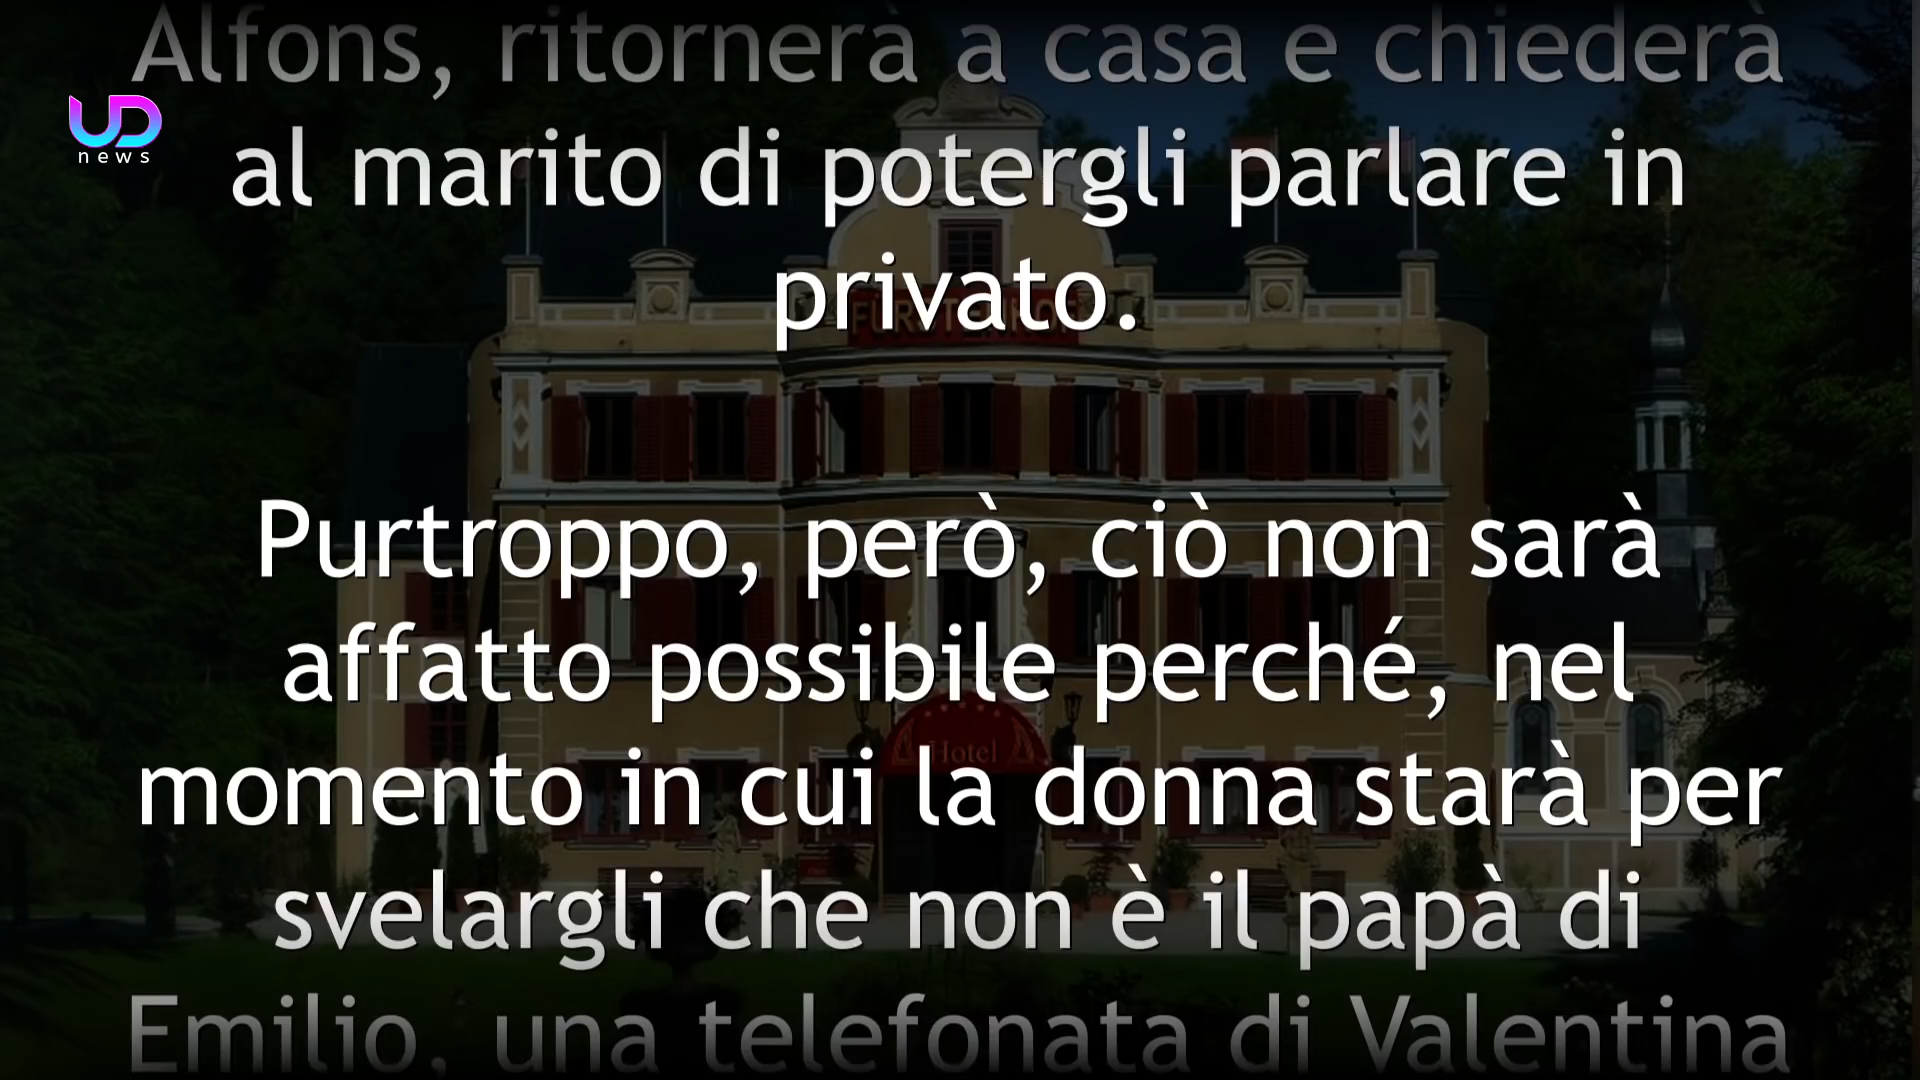 Alfons, ritornerà a casa e chiederà
UD
news
al marito di potergli parlare in
privato.
FÜRSTENHOF
Purtroppo, però, ciò non sarà
affatto possibile perché, nel
Hotel
momento in cui la donna starà per
svelargli che non è il papà di
Emilio, una telefonata di Valentina